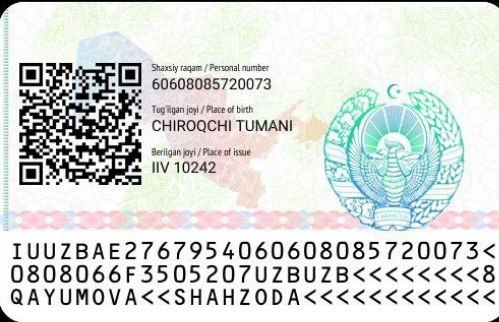 Shaxsiy raqam / Personal number
60608085720073
Tug'ilgan joyi / Place of birth
CHIROQCHI TUMANI
Berilgan joyi / Place of issue
IIV 10242
IUUZBAE2767954060608085720073<
0808066F3505207UZBUZB<<<<<<<<8
QAYUMOVA<<SHAHZODA<<<<<<<<<<<<